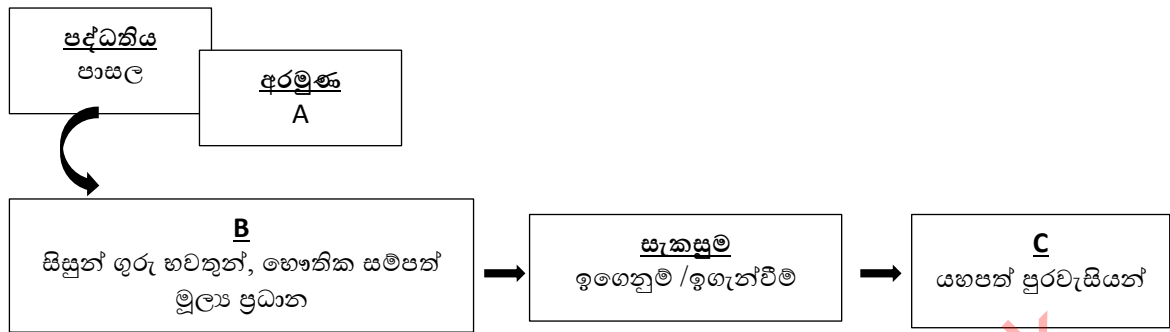 පද්ධතිය
පාසල
අරමුණ
A
B
සිසුන් ගුරු භවතුන්, භෞතික සම්පත්
මූල්‍ය ප්‍රධාන
සැකසුම
ඉගෙනුම් /ඉගැන්වීම්
C
යහපත් පුරවැසියන්